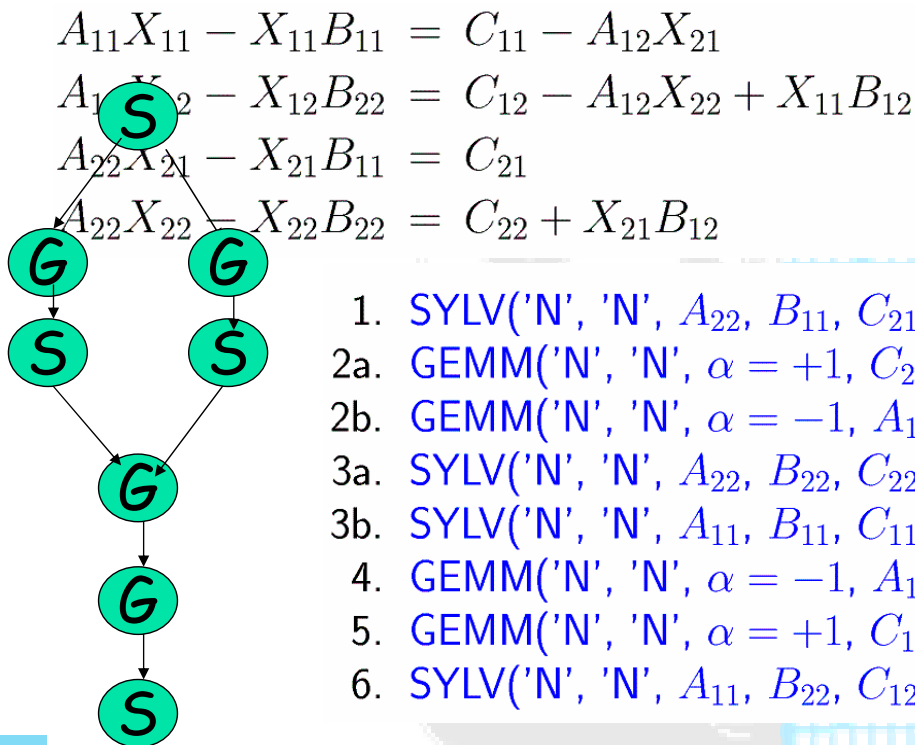 A₁₁X₁₁ − X₁₁B₁₁ = C₁₁ − A₁₂X₂₁
A₁ ₂ − X₁₂B₂₂ = C₁₂ − A₁₂X₂₂ + X₁₁B₁₂
A₂₂X₂₁ − X₂₁B₁₁ = C₂₁
A₂₂X₂₂ − X₂₂B₂₂ = C₂₂ + X₂₁B₁₂
S
G G
S S
G
G
S
1. SYLV('N', 'N', A₂₂, B₁₁, C₂₁
2a. GEMM('N', 'N', α = +1, C₂
2b. GEMM('N', 'N', α = −1, A₁
3a. SYLV('N', 'N', A₂₂, B₂₂, C₂₂
3b. SYLV('N', 'N', A₁₁, B₁₁, C₁₁
4. GEMM('N', 'N', α = −1, A₁
5. GEMM('N', 'N', α = +1, C₁
6. SYLV('N', 'N', A₁₁, B₂₂, C₁₂